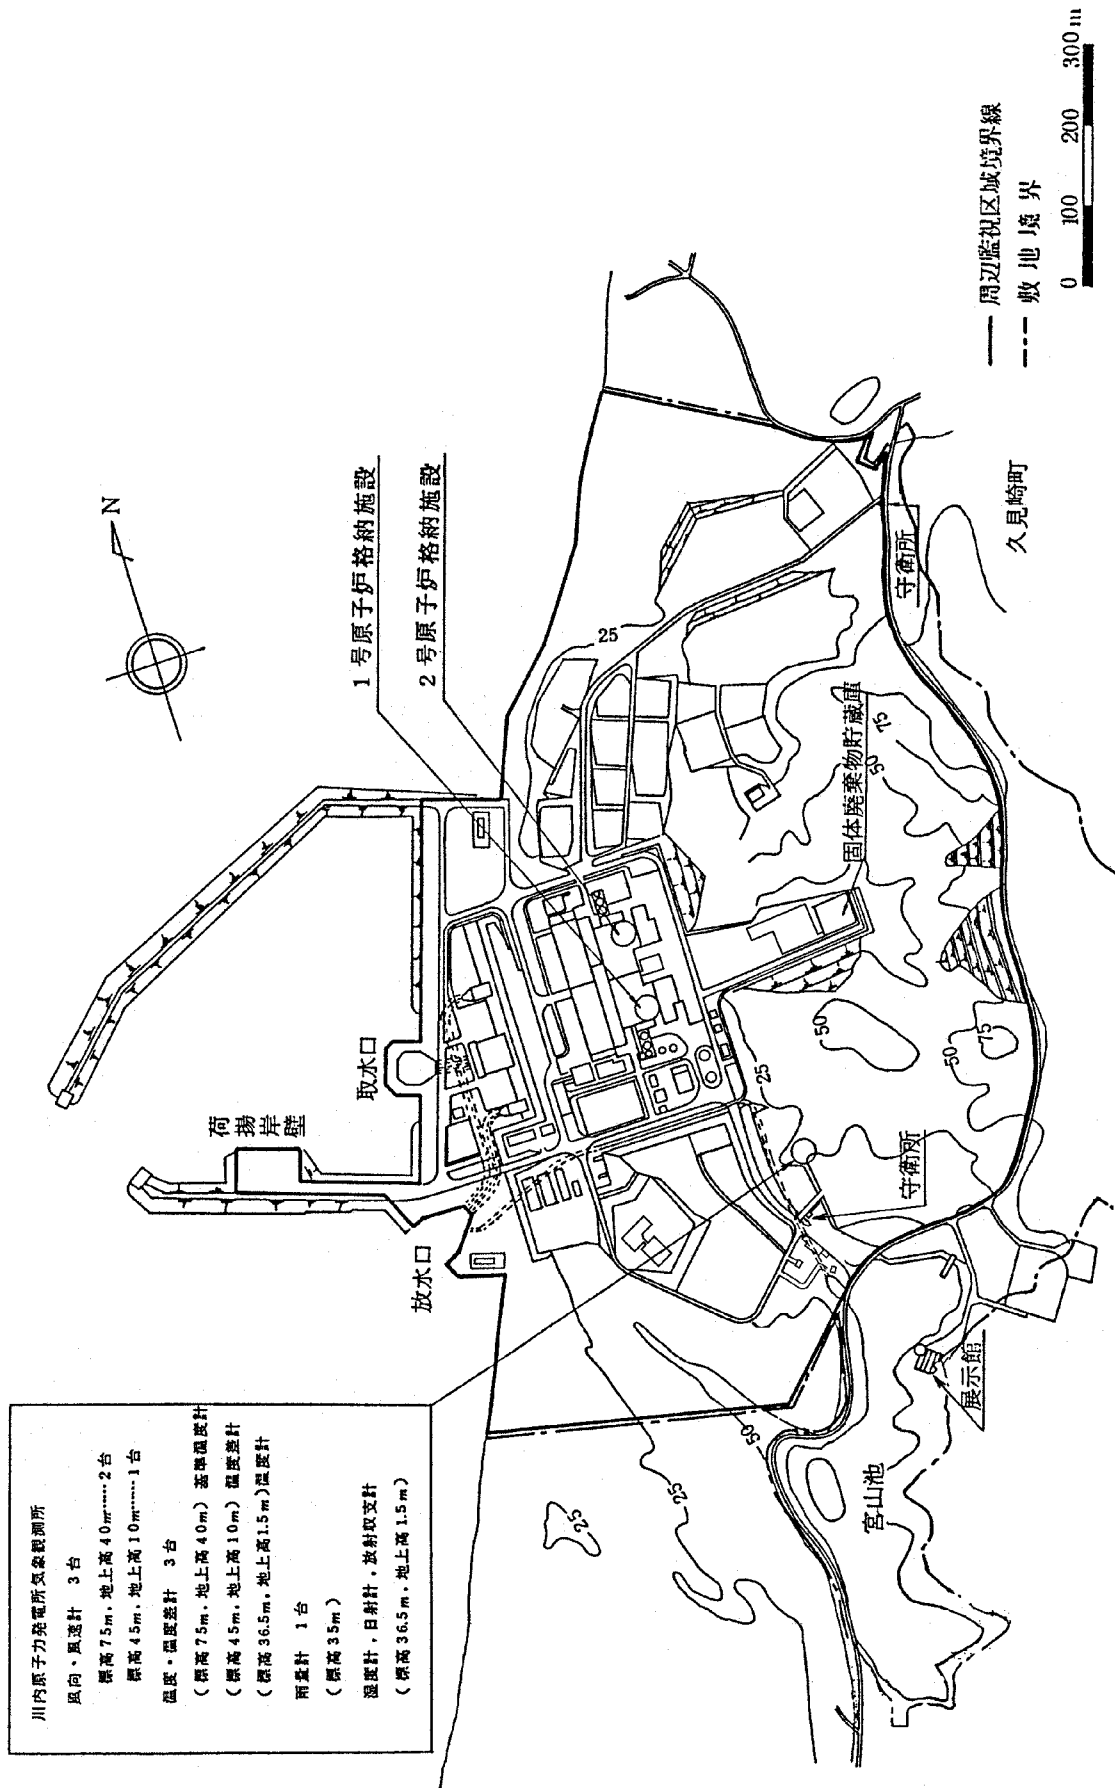 川内原子力発電所気象観測所
風向・風速計 3台
標高75m,地上高40m……2台
標高45m,地上高10m……1台
温度・温度差計 3台
(標高75m,地上高40m)基準温度計
(標高45m,地上高10m)温度差計
(標高36.5m,地上高1.5m)温度計
雨量計 1台
(標高35m)
湿度計,日射計,放射収支計
(標高36.5m,地上高1.5m)
放水口
荷揚岸壁
取水口
N
1号原子炉格納施設
2号原子炉格納施設
25
25
25
25
50
50
50
50
75
75
固体廃棄物貯蔵庫
守衛所
守衛所
展示館
宮山池
久見崎町
周辺監視区域境界線
敷地境界
0 100 200 300m